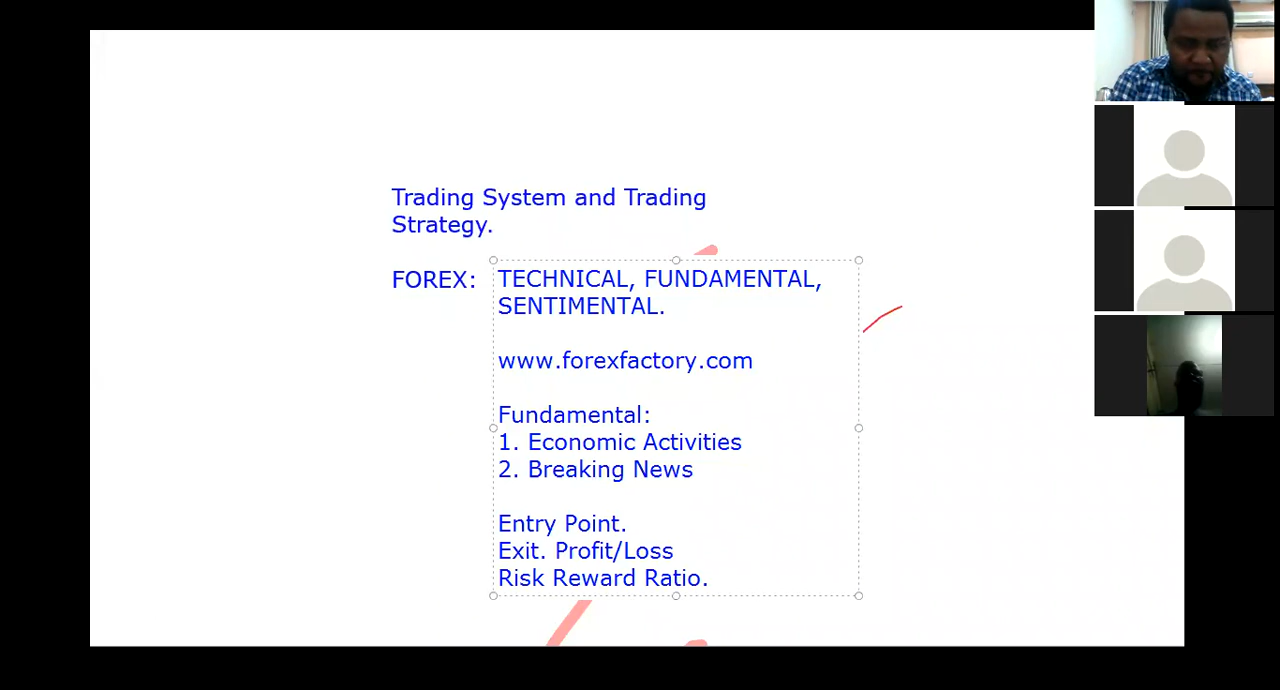 Trading System and Trading
Strategy.
FOREX: TECHNICAL, FUNDAMENTAL,
SENTIMENTAL.
www.forexfactory.com
Fundamental:
1. Economic Activities
2. Breaking News
Entry Point.
Exit. Profit/Loss
Risk Reward Ratio.